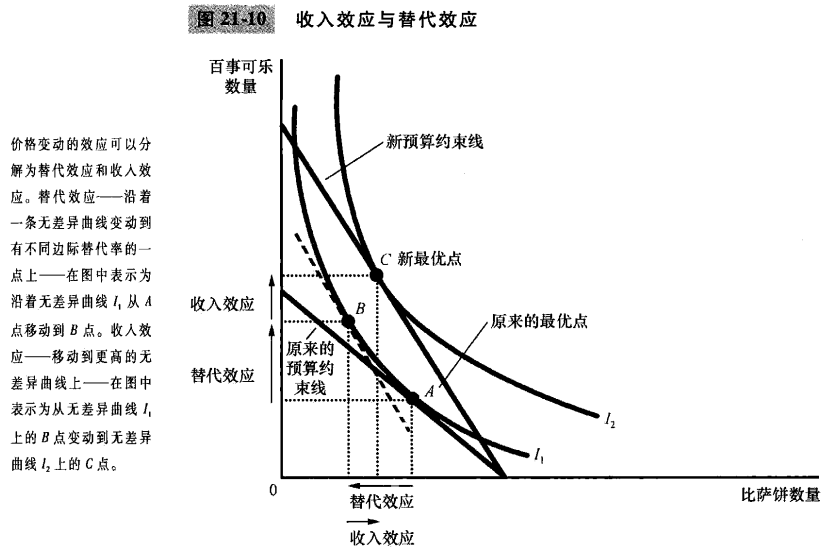 图 21-10 收入效应与替代效应
价格变动的效应可以分
解为替代效应和收入效
应。替代效应——沿着
一条无差异曲线变动到
有不同边际替代率的一
点上——在图中表示为
沿着无差异曲线 I₁ 从 A
点移动到 B 点。收入效
应——移动到更高的无
差异曲线上——在图中
表示为从无差异曲线 I₁
上的 B 点变动到无差异
曲线 I₂ 上的 C 点。
百事可乐
数量
新预算约束线
C 新最优点
收入效应
B
原来的最优点
原来的
预算约
束线
替代效应
A
I₂
I₁
0
比萨饼数量
替代效应
收入效应